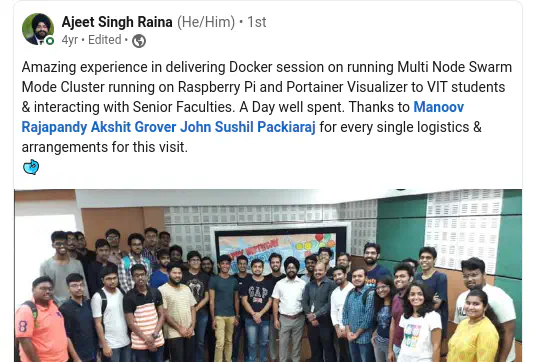 Ajeet Singh Raina (He/Him) • 1st
4yr • Edited •
Amazing experience in delivering Docker session on running Multi Node Swarm
Mode Cluster running on Raspberry Pi and Portainer Visualizer to VIT students
& interacting with Senior Faculties. A Day well spent. Thanks to Manoov
Rajapandy Akshit Grover John Sushil Packiaraj for every single logistics &
arrangements for this visit.
BIRTHDAY
GAP